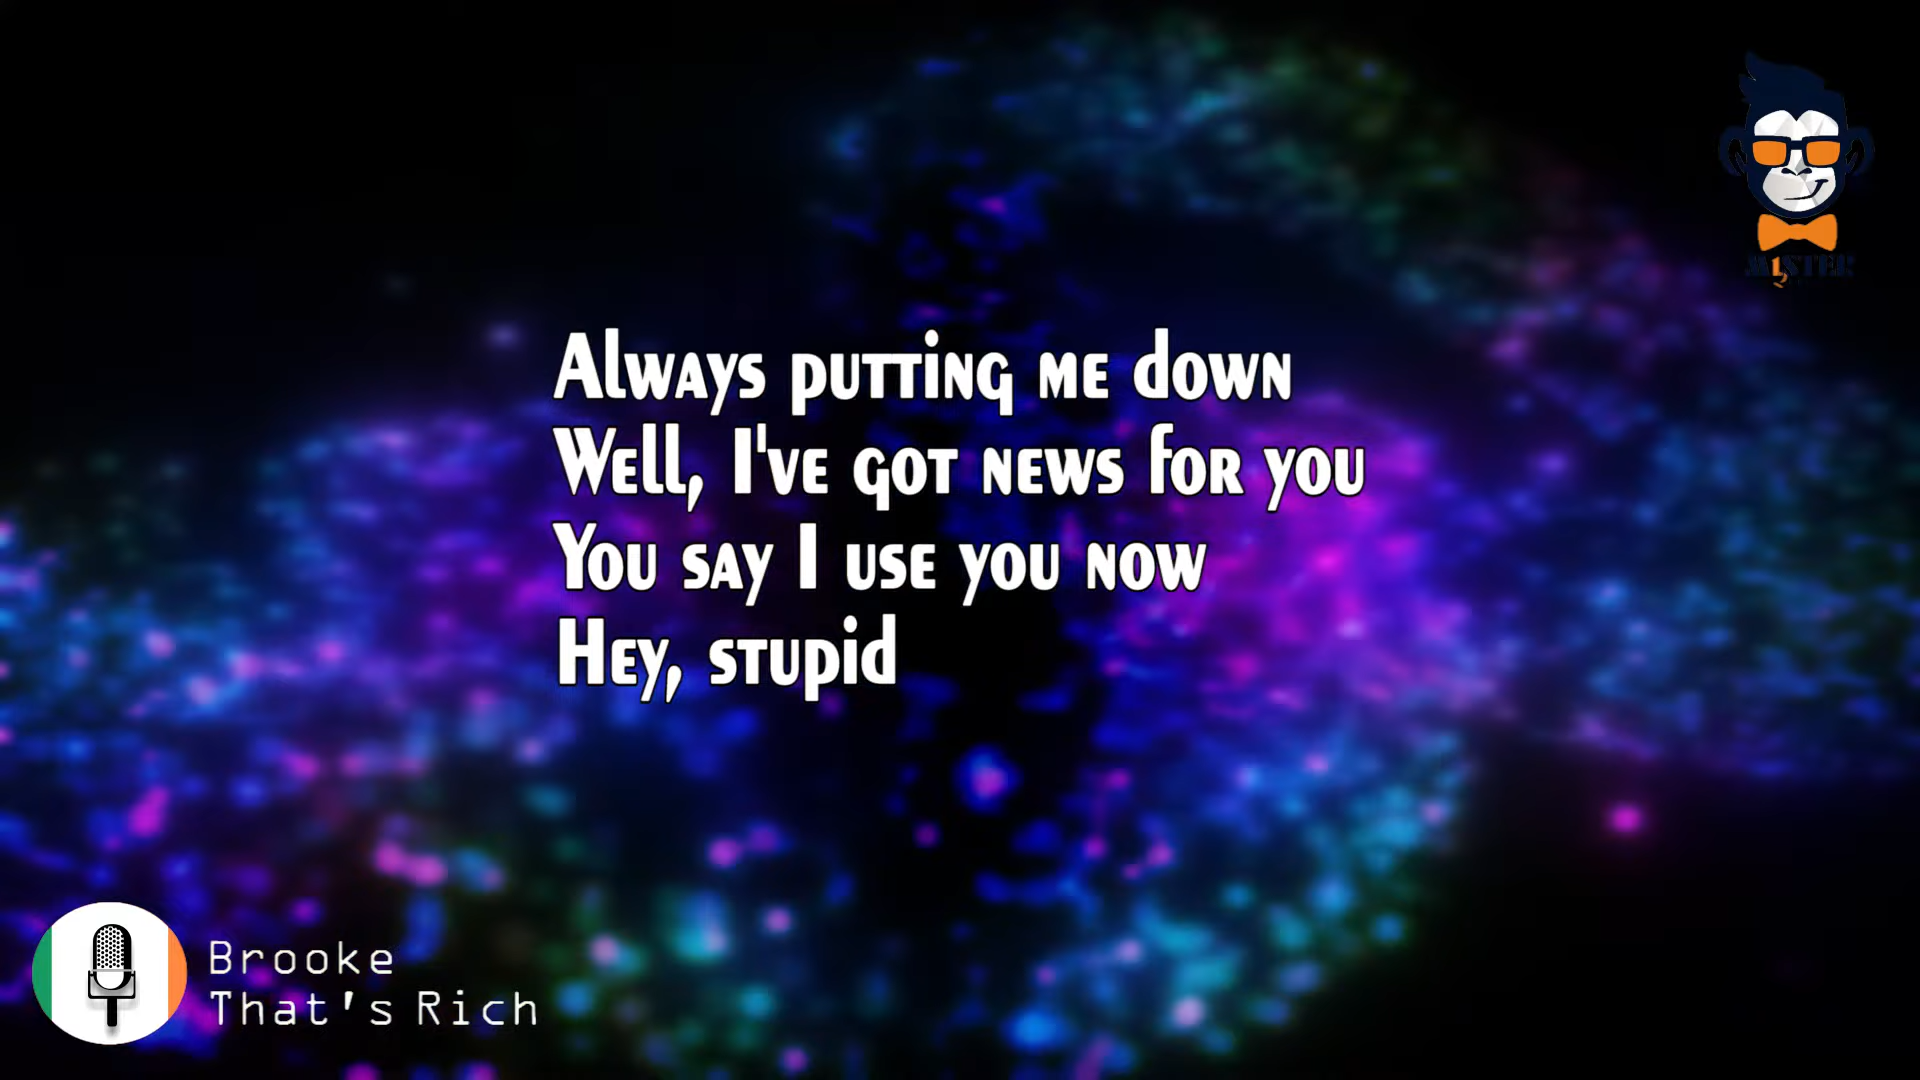 Always putting me down
Well, I've got news for you
You say I use you now
Hey, stupid
Brooke
That's Rich